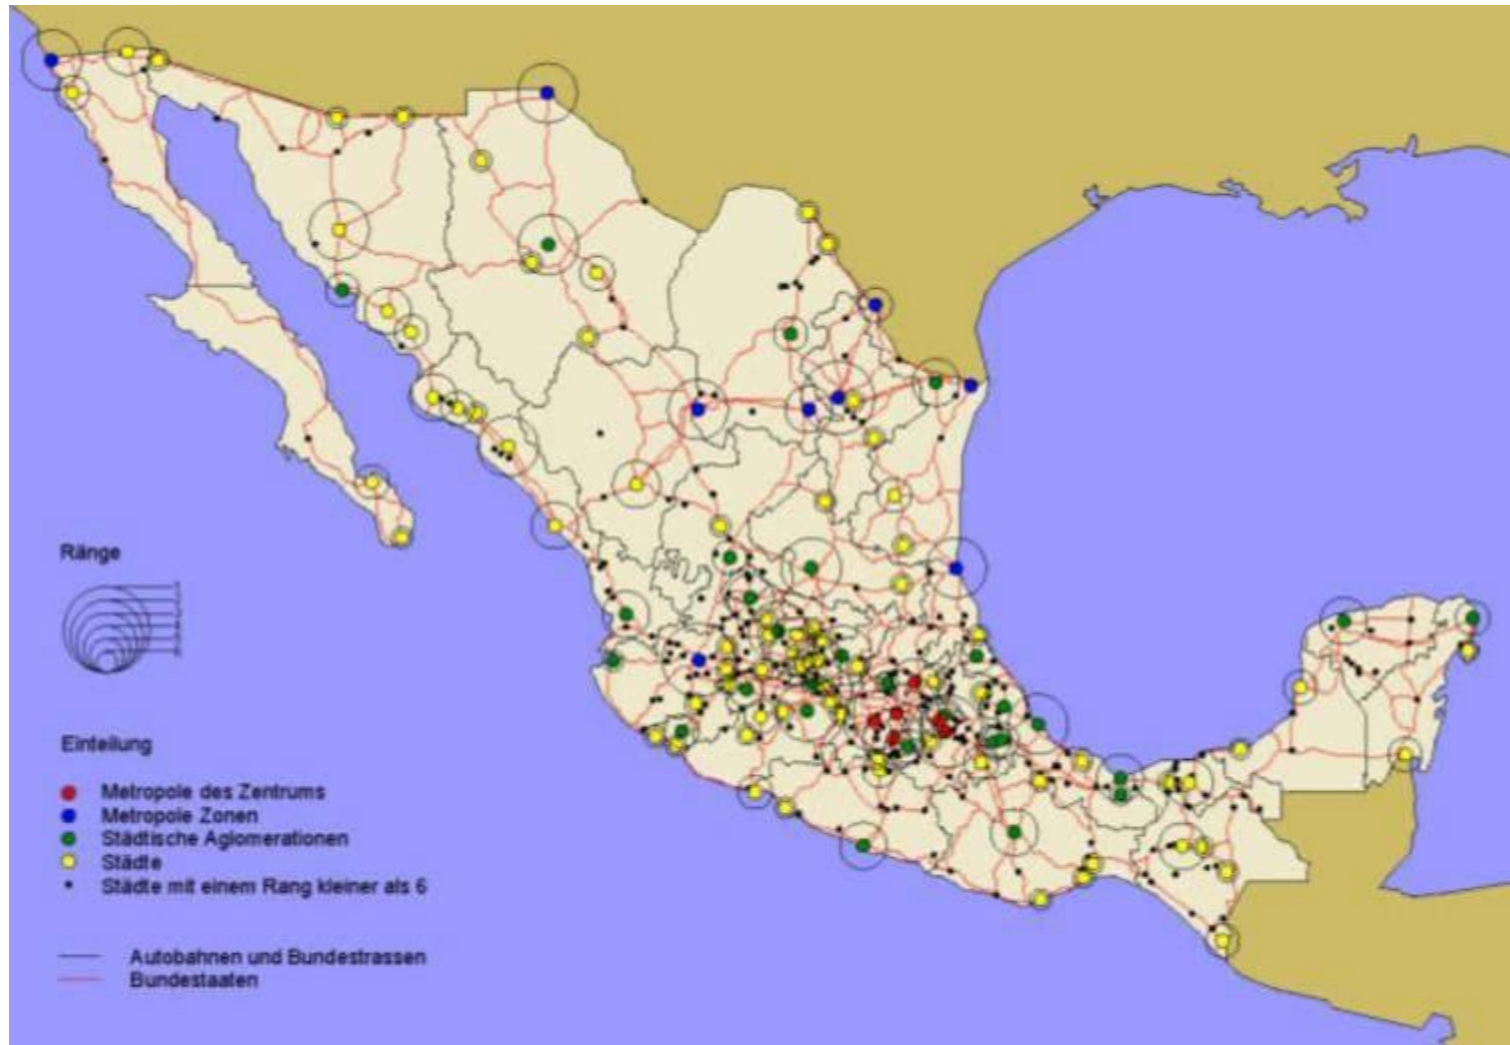 Ränge
Einteilung
Metropole des Zentrums
Metropole Zonen
Städtische Aglomerationen
Städte
Städte mit einem Rang kleiner als 6
Autobahnen und Bundestrassen
Bundestaaten